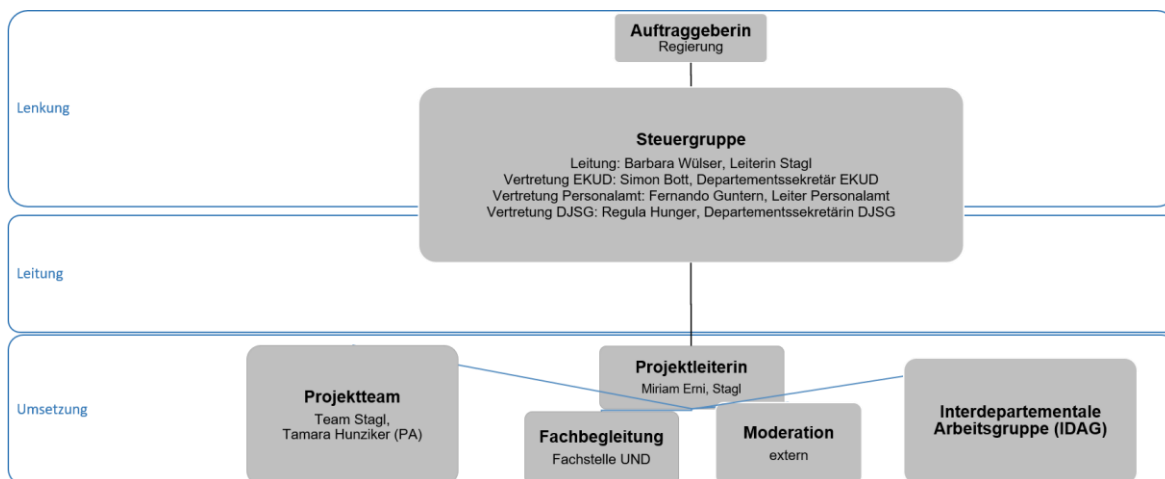 Auftraggeberin
Regierung
Lenkung
Steuergruppe
Leitung: Barbara Wülser, Leiterin Stagl
Vertretung EKUD: Simon Bott, Departementssekretär EKUD
Vertretung Personalamt: Fernando Guntern, Leiter Personalamt
Vertretung DJSG: Regula Hunger, Departementssekretärin DJSG
Leitung
Umsetzung
Projektteam
Team Stagl,
Tamara Hunziker (PA)
Projektleiterin
Miriam Erni, Stagl
Fachbegleitung
Fachstelle UND
Moderation
extern
Interdepartementale
Arbeitsgruppe (IDAG)